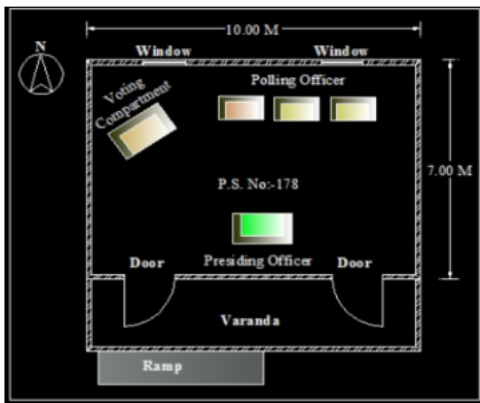 10.00 M
N
Window
Window
Voting
Compartment
Polling Officer
7.00 M
P.S. No:-178
Presiding Officer
Door
Door
Varanda
Ramp